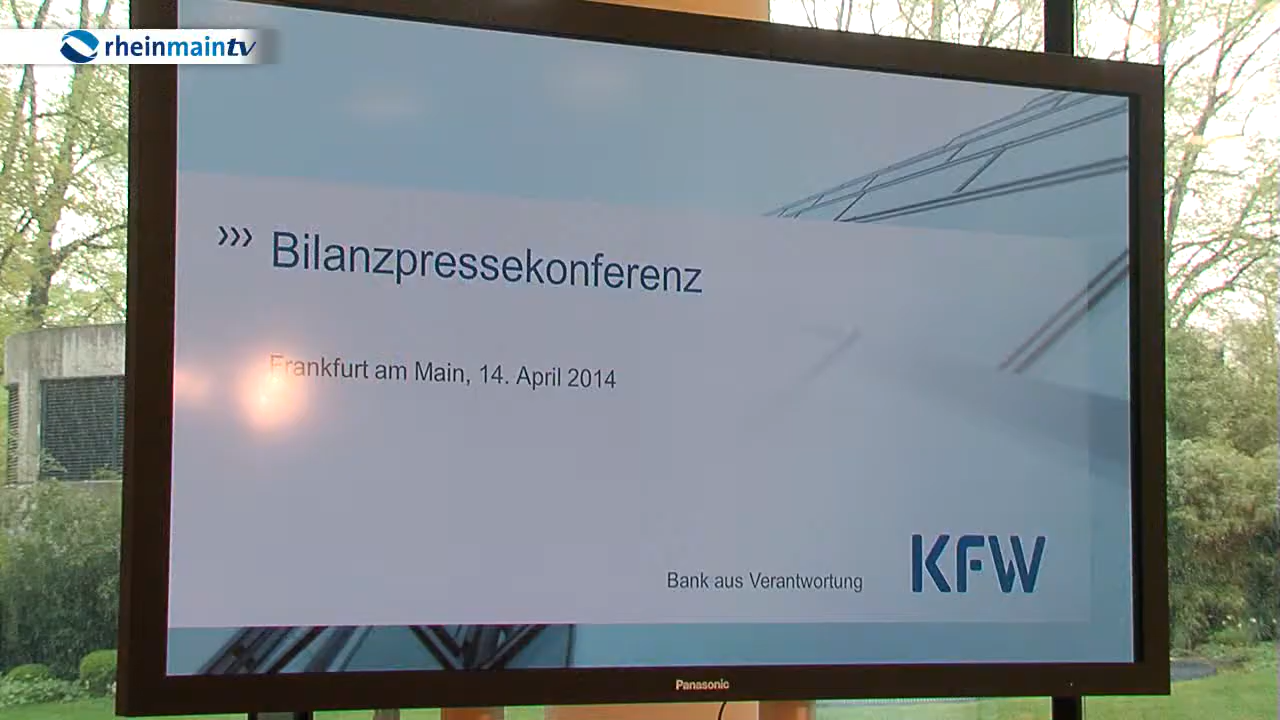 rheinmaintv
››› Bilanzpressekonferenz
Frankfurt am Main, 14. April 2014
Bank aus Verantwortung
KFW
Panasonic